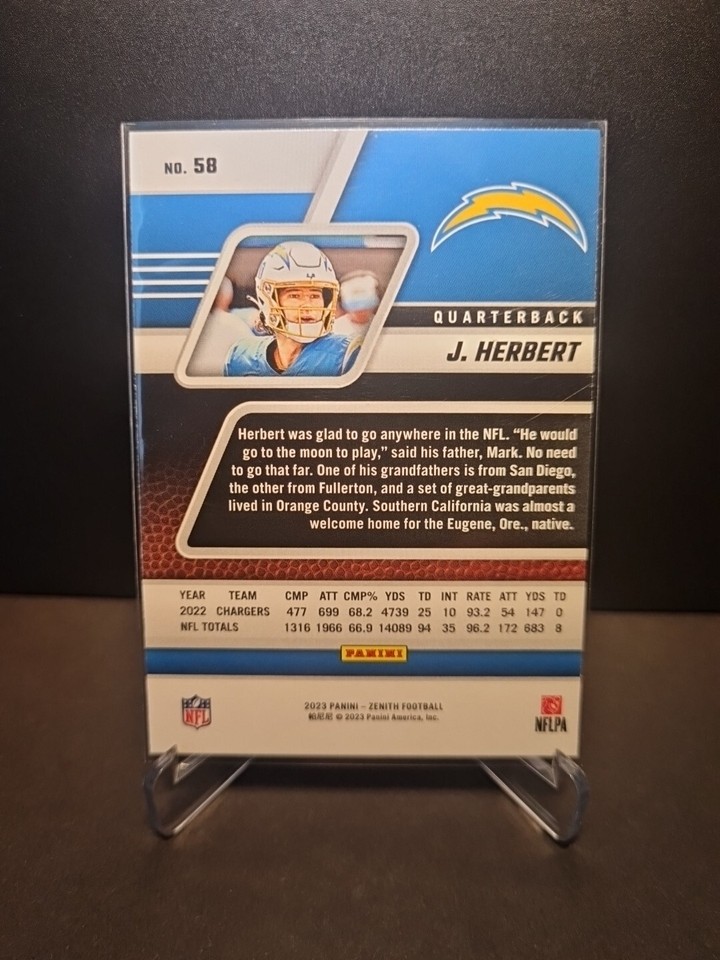 NO. 58
QUARTERBACK
J. HERBERT
Herbert was glad to go anywhere in the NFL. “He would
go to the moon to play,” said his father, Mark. No need
to go that far. One of his grandfathers is from San Diego,
the other from Fullerton, and a set of great-grandparents
lived in Orange County. Southern California was almost a
welcome home for the Eugene, Ore., native.
YEAR TEAM CMP ATT CMP% YDS TD INT RATE ATT YDS TD
2022 CHARGERS 477 699 68.2 4739 25 10 93.2 54 147 0
NFL TOTALS 1316 1966 66.9 14089 94 35 96.2 172 683 8
PANINI
NFL
2023 PANINI – ZENITH FOOTBALL
帕尼尼 © 2023 Panini America, Inc.
NFLPA